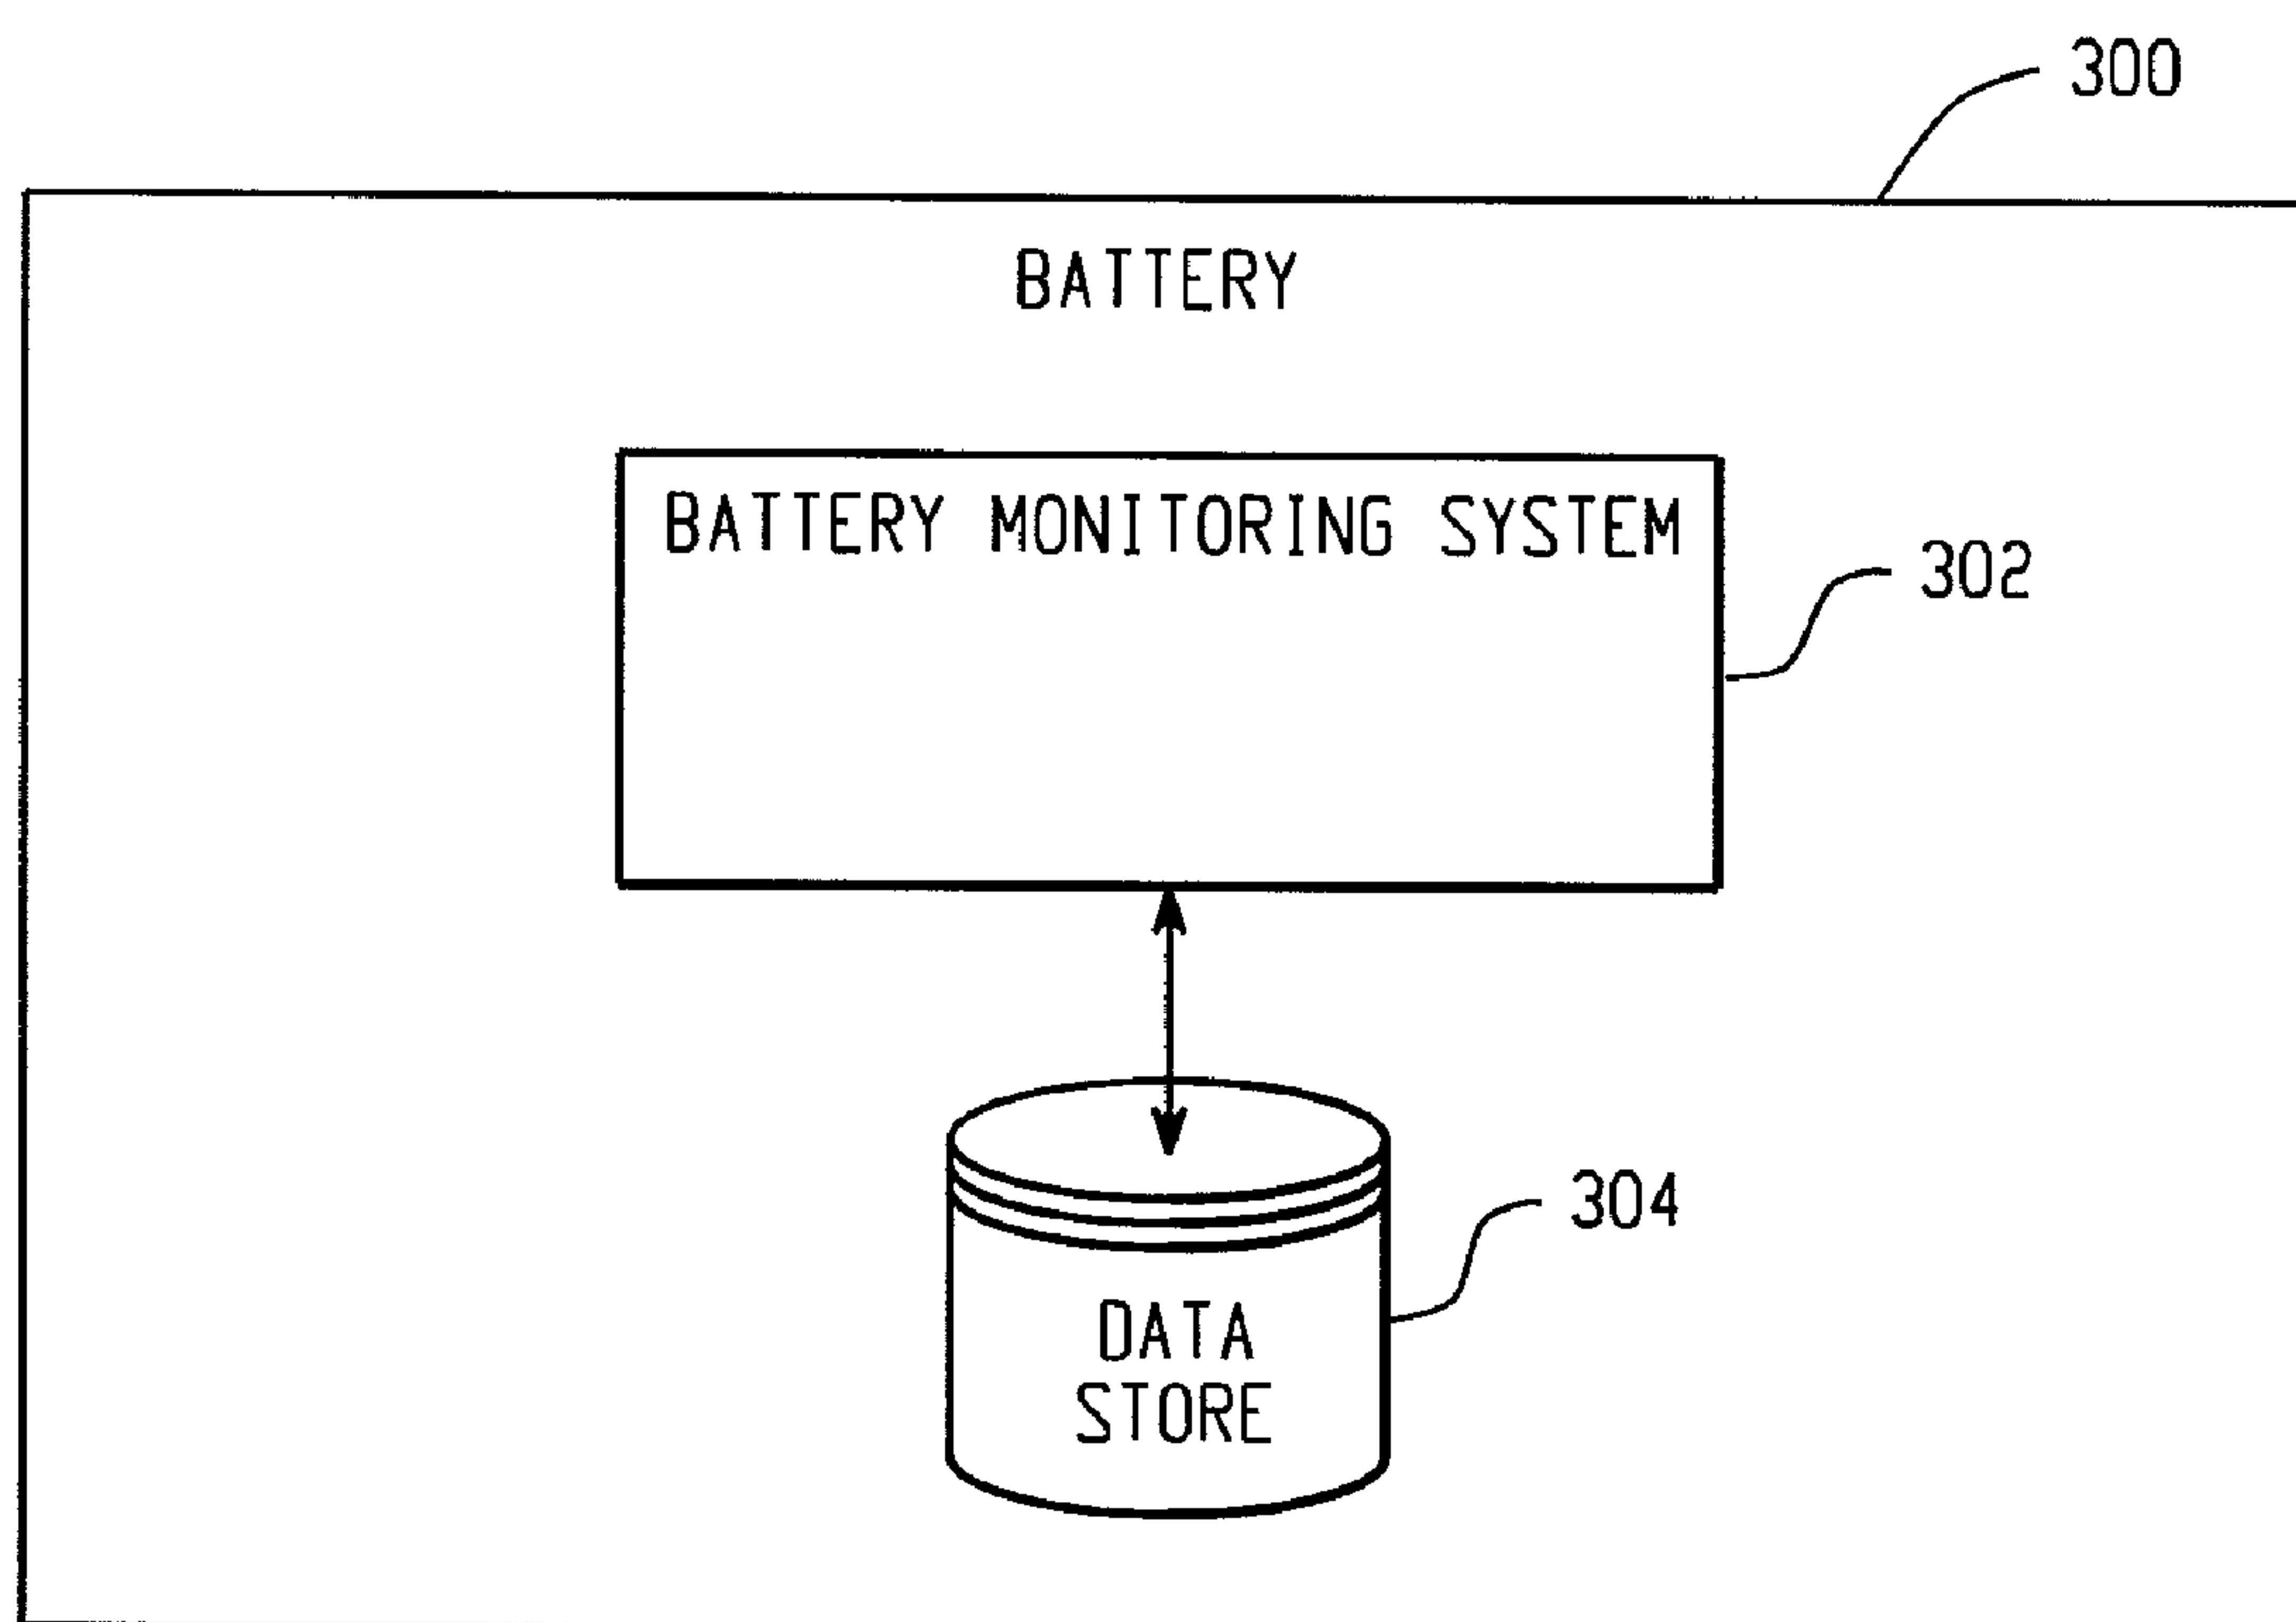 300
BATTERY
BATTERY MONITORING SYSTEM
302
304
DATA
STORE